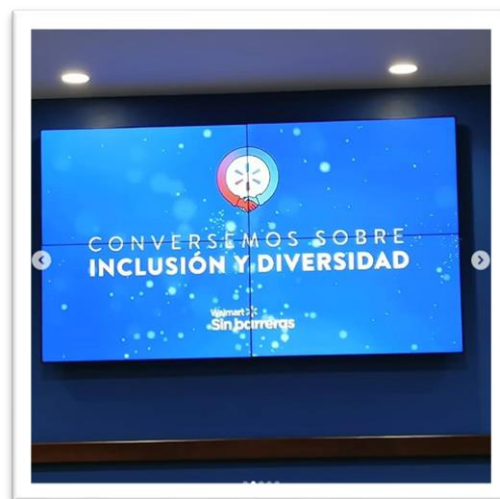 CONVERSEMOS SOBRE
INCLUSIÓN Y DIVERSIDAD
Walmart
Sin barreras